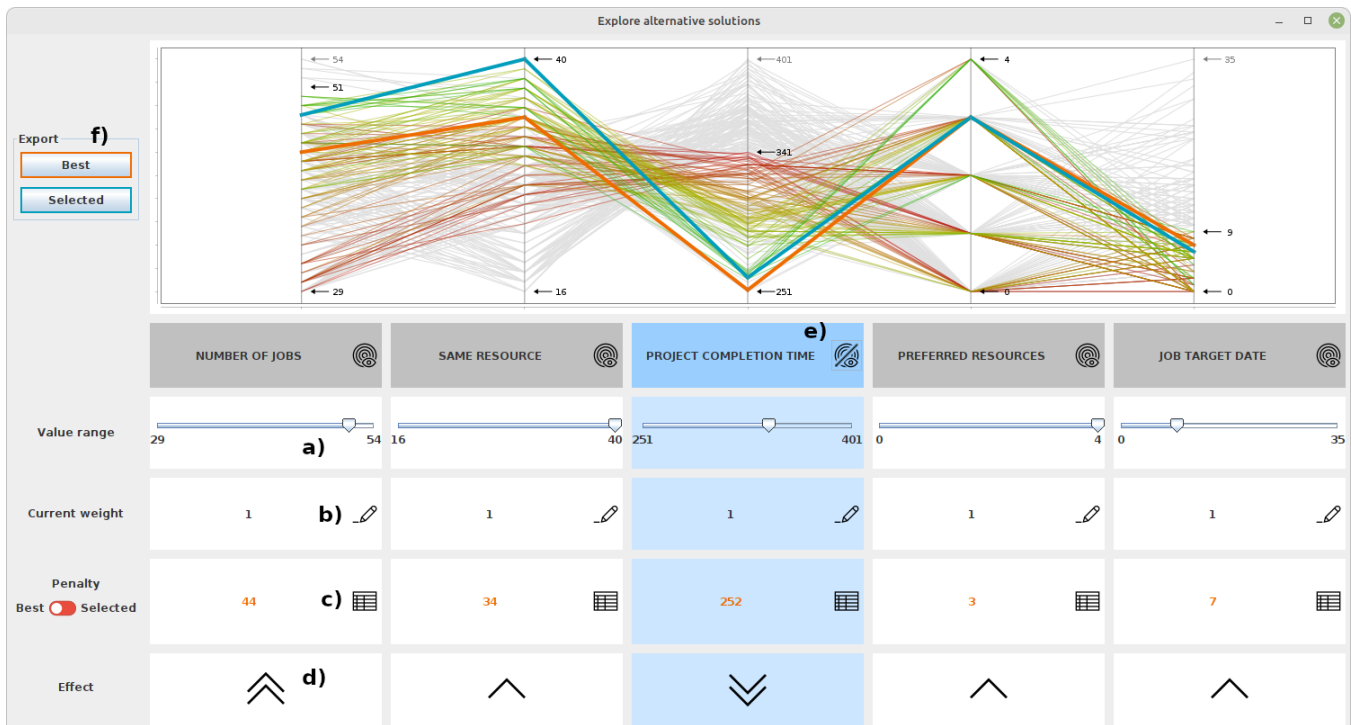 Explore alternative solutions
54
51
29
40
16
401
341
251
4
0
35
9
0
Export
f)
Best
Selected
e)
NUMBER OF JOBS
SAME RESOURCE
PROJECT COMPLETION TIME
PREFERRED RESOURCES
JOB TARGET DATE
Value range
29 54
16 40
251 401
0 4
0 35
a)
Current weight
1
b)
1
1
1
1
Penalty
Best Selected
44
c)
34
252
3
7
Effect
d)